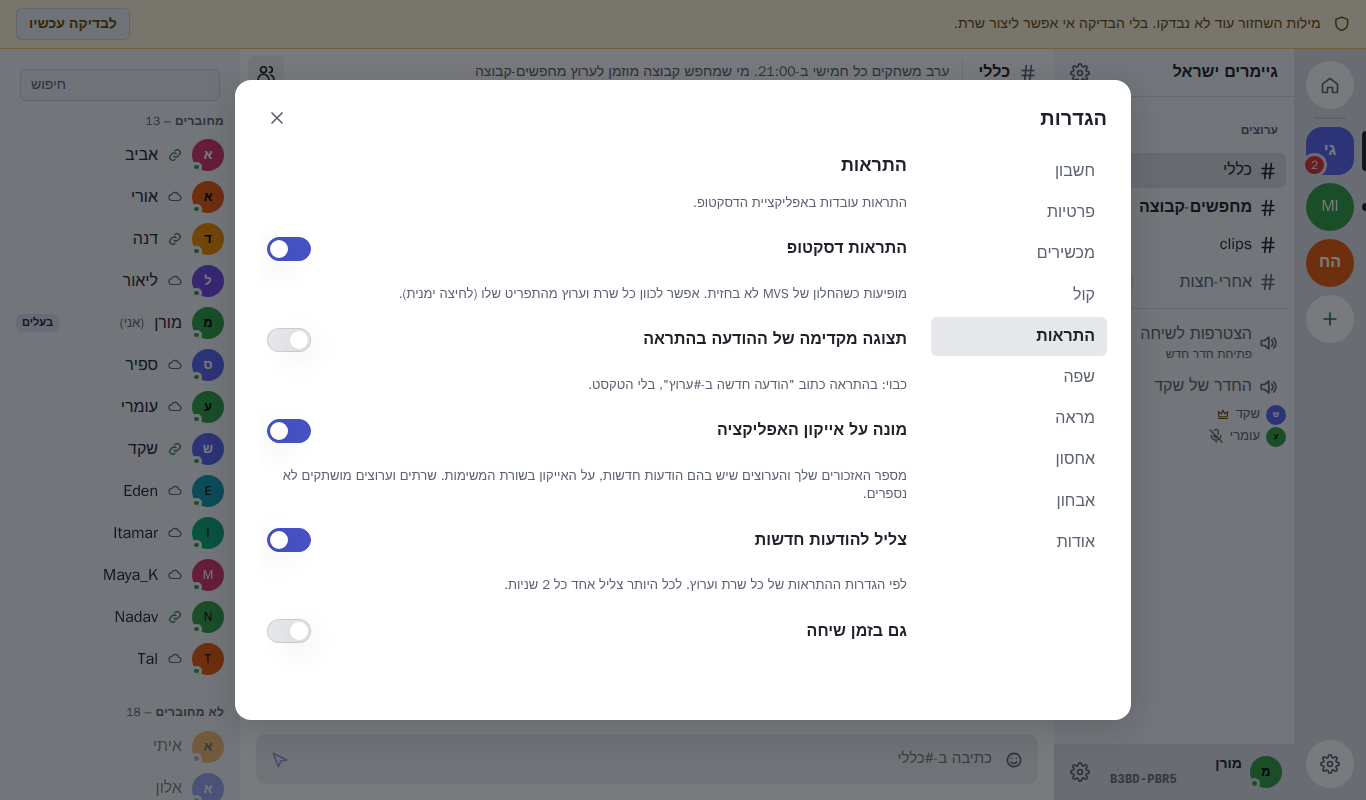 מילות השחזור עוד לא נבדקו. בלי הבדיקה אי אפשר ליצור שרת.
לבדיקה עכשיו
גי
2
MI
הח
גיימרים ישראל
ערוצים
כללי
מחפשים-קבוצה
clips
אחרי-חצות
הצטרפות לשיחה
פתיחת חדר חדש
החדר של שקד
ש שקד
ע עומרי
מ מורן
B3BD-PBR5
כללי
ערב משחקים כל חמישי ב-21:00. מי שמחפש קבוצה מוזמן לערוץ מחפשים-קבוצה
הגדרות
חשבון
פרטיות
מכשירים
קול
התראות
שפה
מראה
אחסון
אבחון
אודות
התראות
התראות עובדות באפליקציית הדסקטופ.
התראות דסקטופ
מופיעות כשהחלון של MVS לא בחזית. אפשר לכוון כל שרת וערוץ מהתפריט שלו (לחיצה ימנית).
תצוגה מקדימה של ההודעה בהתראה
כבוי: בהתראה כתוב "הודעה חדשה ב-#ערוץ", בלי הטקסט.
מונה על אייקון האפליקציה
מספר האזכורים שלך והערוצים שיש בהם הודעות חדשות, על האייקון בשורת המשימות. שרתים וערוצים מושתקים לא
נספרים.
צליל להודעות חדשות
לפי הגדרות ההתראות של כל שרת וערוץ. לכל היותר צליל אחד כל 2 שניות.
גם בזמן שיחה
כתיבה ב-#כללי
חיפוש
מחוברים – 13
א אביב
א אורי
ד דנה
ל ליאור
מ מורן (אני) בעלים
ס ספיר
ע עומרי
ש שקד
E Eden
I Itamar
M Maya_K
N Nadav
T Tal
לא מחוברים – 18
א איתי
א אלון